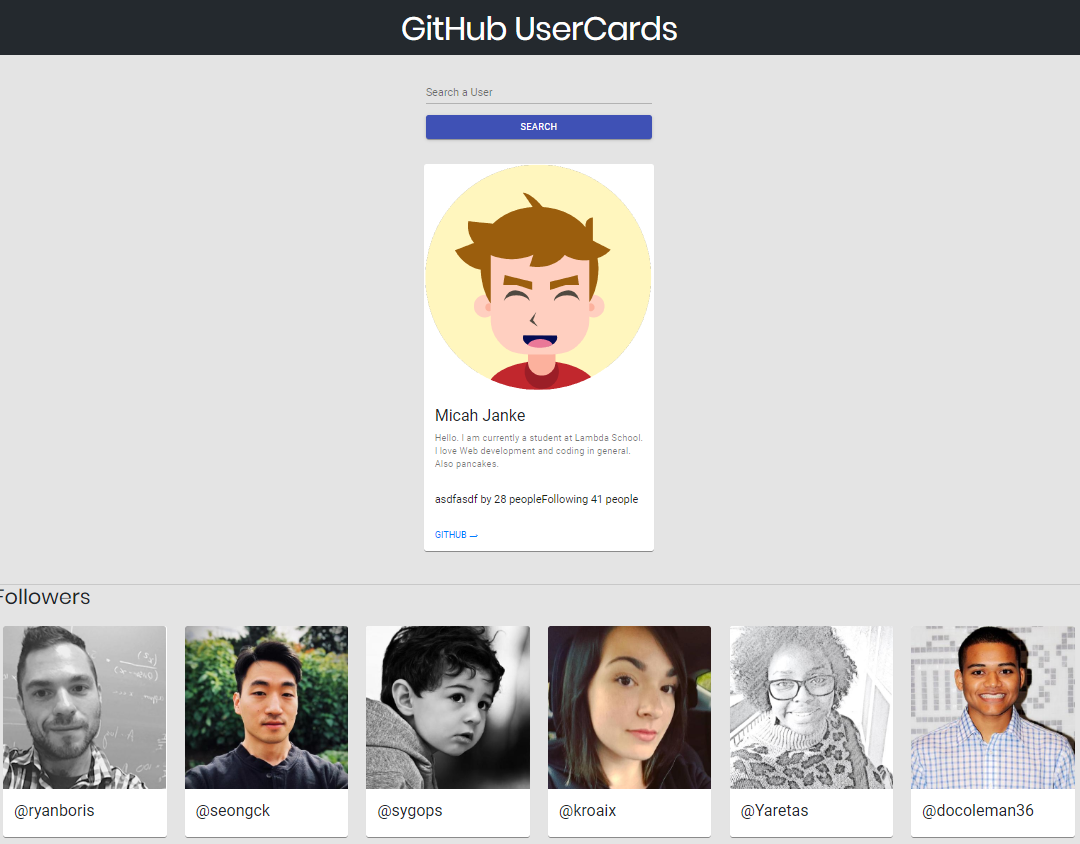 GitHub UserCards
Search a User
SEARCH
Micah Janke
Hello. I am currently a student at Lambda School.
I love Web development and coding in general.
Also pancakes.
asdfasdf by 28 peopleFollowing 41 people
GITHUB
Followers
@ryanboris
@seongck
@sygops
@kroaix
@Yaretas
@docoleman36